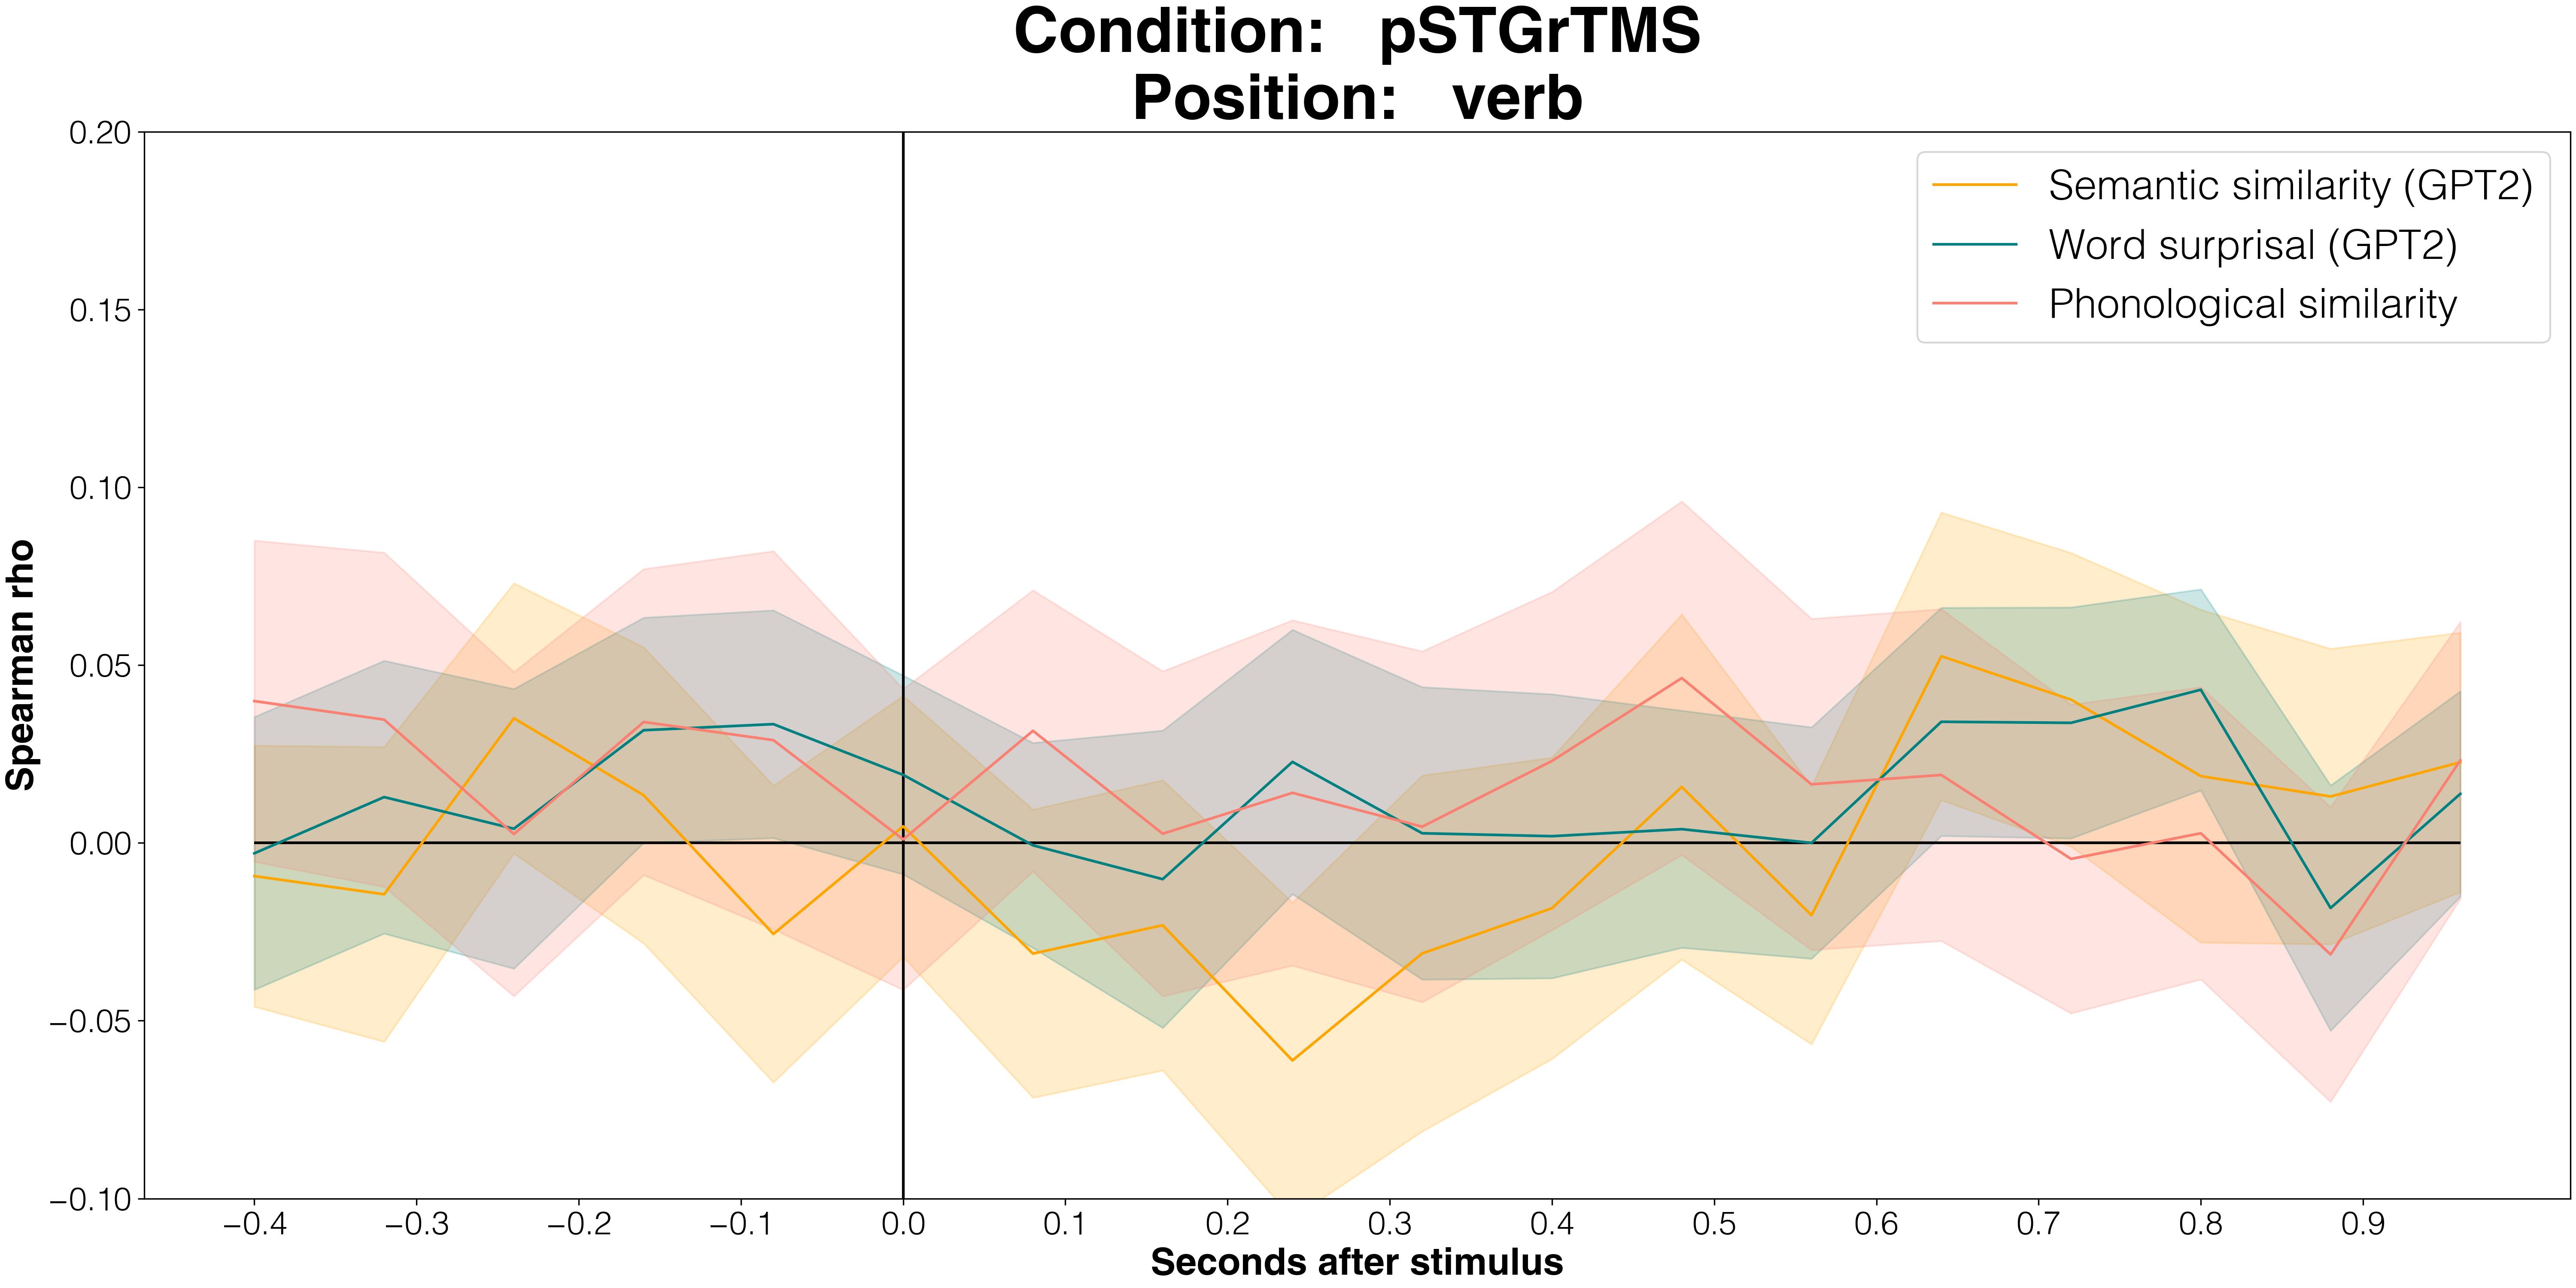 Condition: pSTGrTMS
Position: verb
0.20
0.15
0.10
0.05
0.00
−0.05
−0.10
Spearman rho
Semantic similarity (GPT2)
Word surprisal (GPT2)
Phonological similarity
−0.4 −0.3 −0.2 −0.1 0.0 0.1 0.2 0.3 0.4 0.5 0.6 0.7 0.8 0.9
Seconds after stimulus